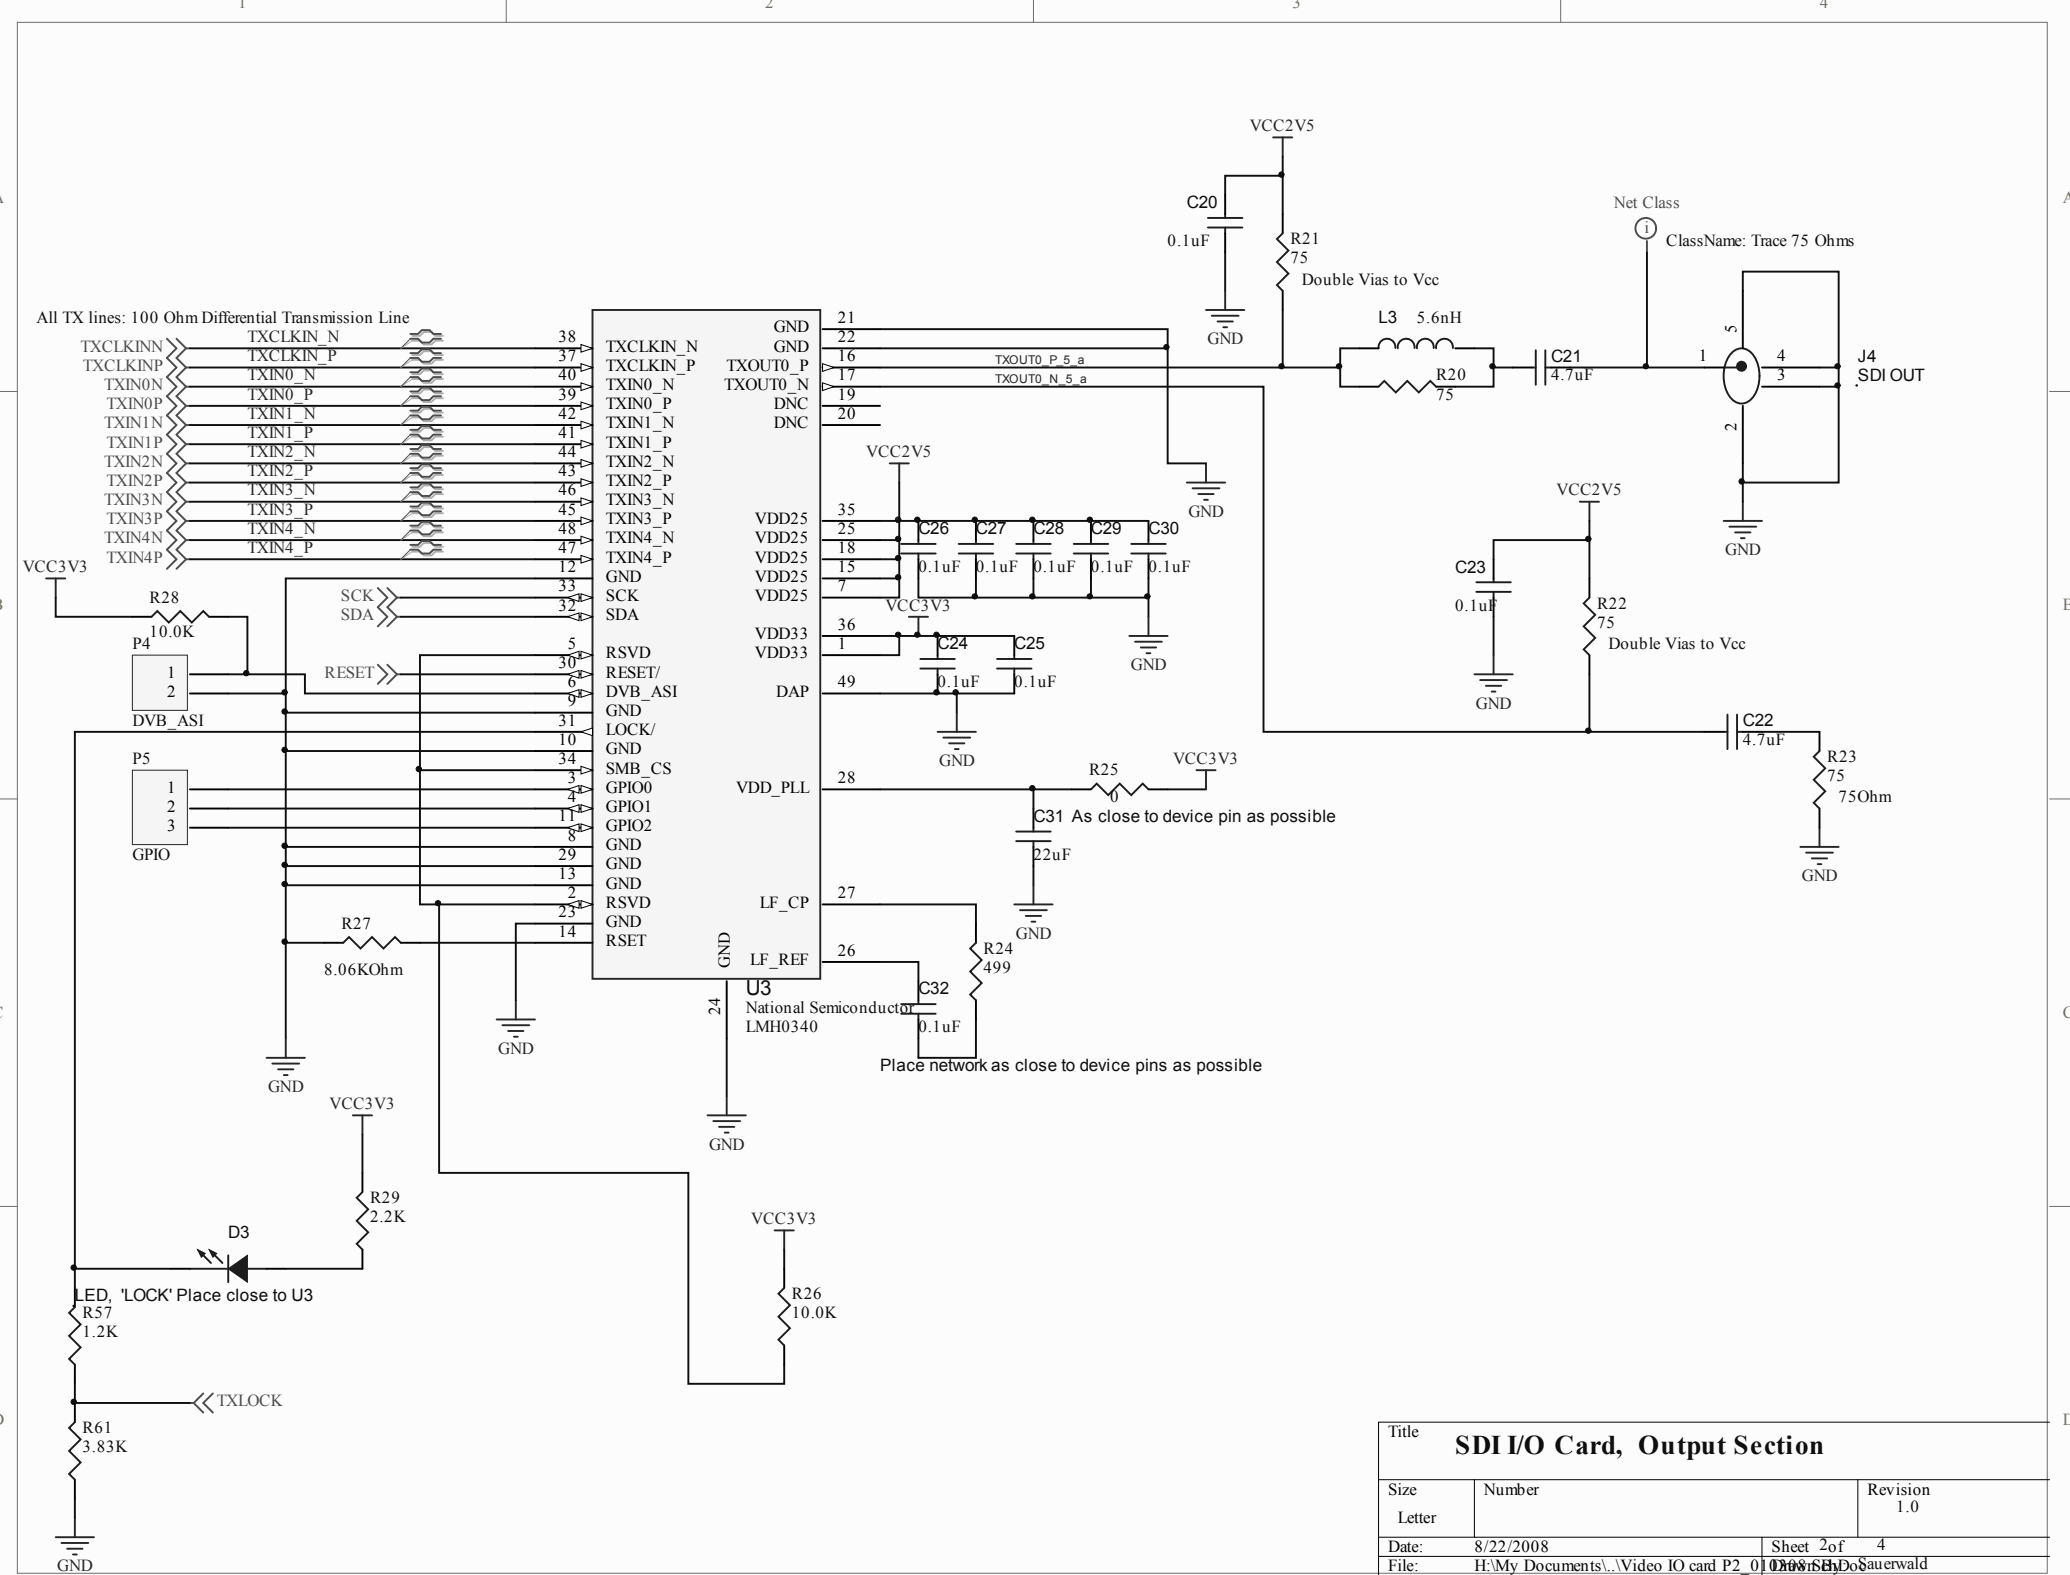 1 2 3 4
VCC2V5
C20
0.1uF
GND
R21
75
Double Vias to Vcc
Net Class
i
ClassName: Trace 75 Ohms
L3 5.6nH
R20
75
C21
4.7uF
1
5
4
3
2
J4
SDI OUT
GND
All TX lines: 100 Ohm Differential Transmission Line
TXCLKINN TXCLKIN_N 38 TXCLKIN_N
TXCLKINP TXCLKIN_P 37 TXCLKIN_P
TXIN0N TXIN0_N 40 TXIN0_N
TXIN0P TXIN0_P 39 TXIN0_P
TXIN1N TXIN1_N 42 TXIN1_N
TXIN1P TXIN1_P 41 TXIN1_P
TXIN2N TXIN2_N 44 TXIN2_N
TXIN2P TXIN2_P 43 TXIN2_P
TXIN3N TXIN3_N 46 TXIN3_N
TXIN3P TXIN3_P 45 TXIN3_P
TXIN4N TXIN4_N 48 TXIN4_N
TXIN4P TXIN4_P 47 TXIN4_P
12 GND
SCK 33 SCK
SDA 32 SDA
5 RSVD
RESET 30 RESET/
6 DVB_ASI
9 GND
31 LOCK/
10 GND
34 SMB_CS
3 GPIO0
4 GPIO1
11 GPIO2
8 GND
29 GND
13 GND
2 RSVD
23 GND
14 RSET
VCC3V3
R28
10.0K
P4
1
2
DVB_ASI
P5
1
2
3
GPIO
R27
8.06KOhm
GND
GND
GND 21
GND 22
TXOUT0_P 16 TXOUT0_P_5_a
TXOUT0_N 17 TXOUT0_N_5_a
DNC 19
DNC 20
GND
VCC2V5
VDD25 35
VDD25 25
VDD25 18
VDD25 15
VDD25 7
C26 C27 C28 C29 C30
0.1uF 0.1uF 0.1uF 0.1uF 0.1uF
GND
VCC3V3
VDD33 36
VDD33 1
C24 C25
0.1uF 0.1uF
DAP 49
GND
VDD_PLL 28
R25
0
VCC3V3
C31 As close to device pin as possible
22uF
GND
LF_CP 27
R24
499
LF_REF 26
C32
0.1uF
Place network as close to device pins as possible
GND
24
GND
U3
National Semiconductor
LMH0340
VCC2V5
C23
0.1uF
GND
R22
75
Double Vias to Vcc
C22
4.7uF
R23
75
75Ohm
GND
VCC3V3
R29
2.2K
D3
LED, 'LOCK' Place close to U3
R57
1.2K
TXLOCK
R61
3.83K
GND
VCC3V3
R26
10.0K
Title
SDI I/O Card, Output Section
Size Number Revision
Letter 1.0
Date: 8/22/2008 Sheet 2 of 4
File: H:\My Documents\..\Video IO card P2_010308.SchDoc Drawn By: Sauerwald